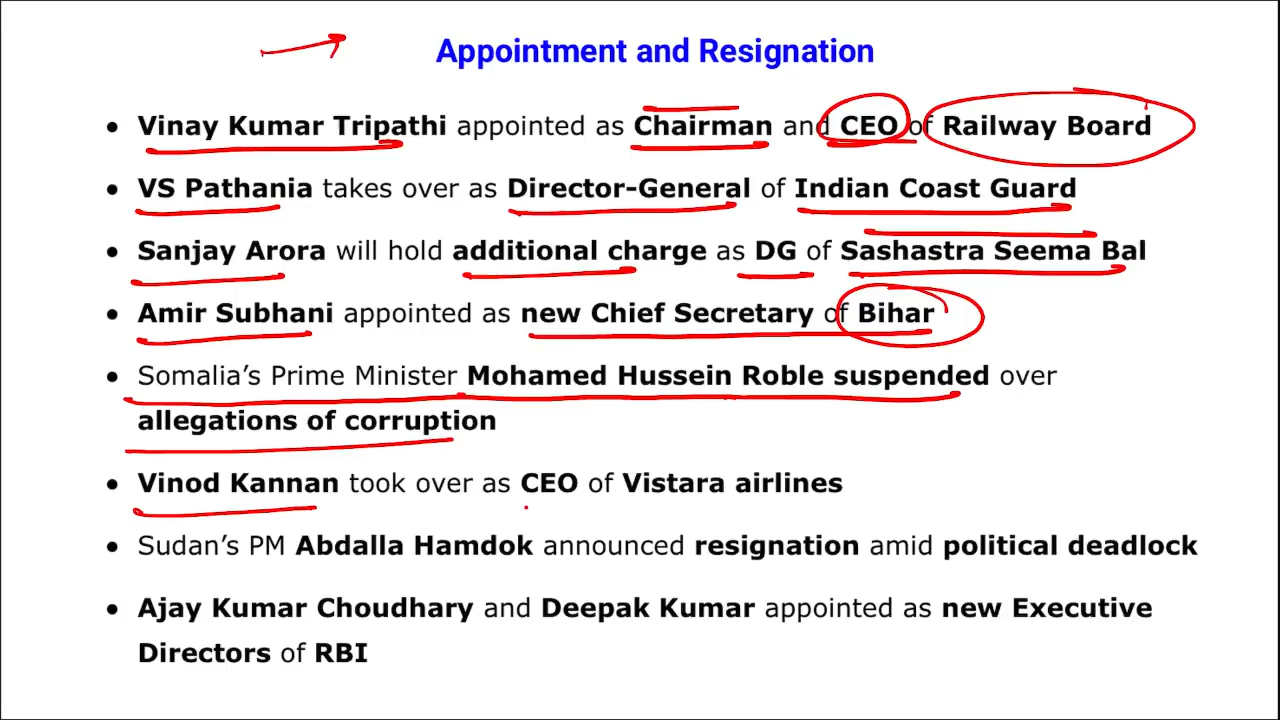 Appointment and Resignation
• Vinay Kumar Tripathi appointed as Chairman and CEO of Railway Board
• VS Pathania takes over as Director-General of Indian Coast Guard
• Sanjay Arora will hold additional charge as DG of Sashastra Seema Bal
• Amir Subhani appointed as new Chief Secretary of Bihar
• Somalia’s Prime Minister Mohamed Hussein Roble suspended over
allegations of corruption
• Vinod Kannan took over as CEO of Vistara airlines
• Sudan’s PM Abdalla Hamdok announced resignation amid political deadlock
• Ajay Kumar Choudhary and Deepak Kumar appointed as new Executive
Directors of RBI